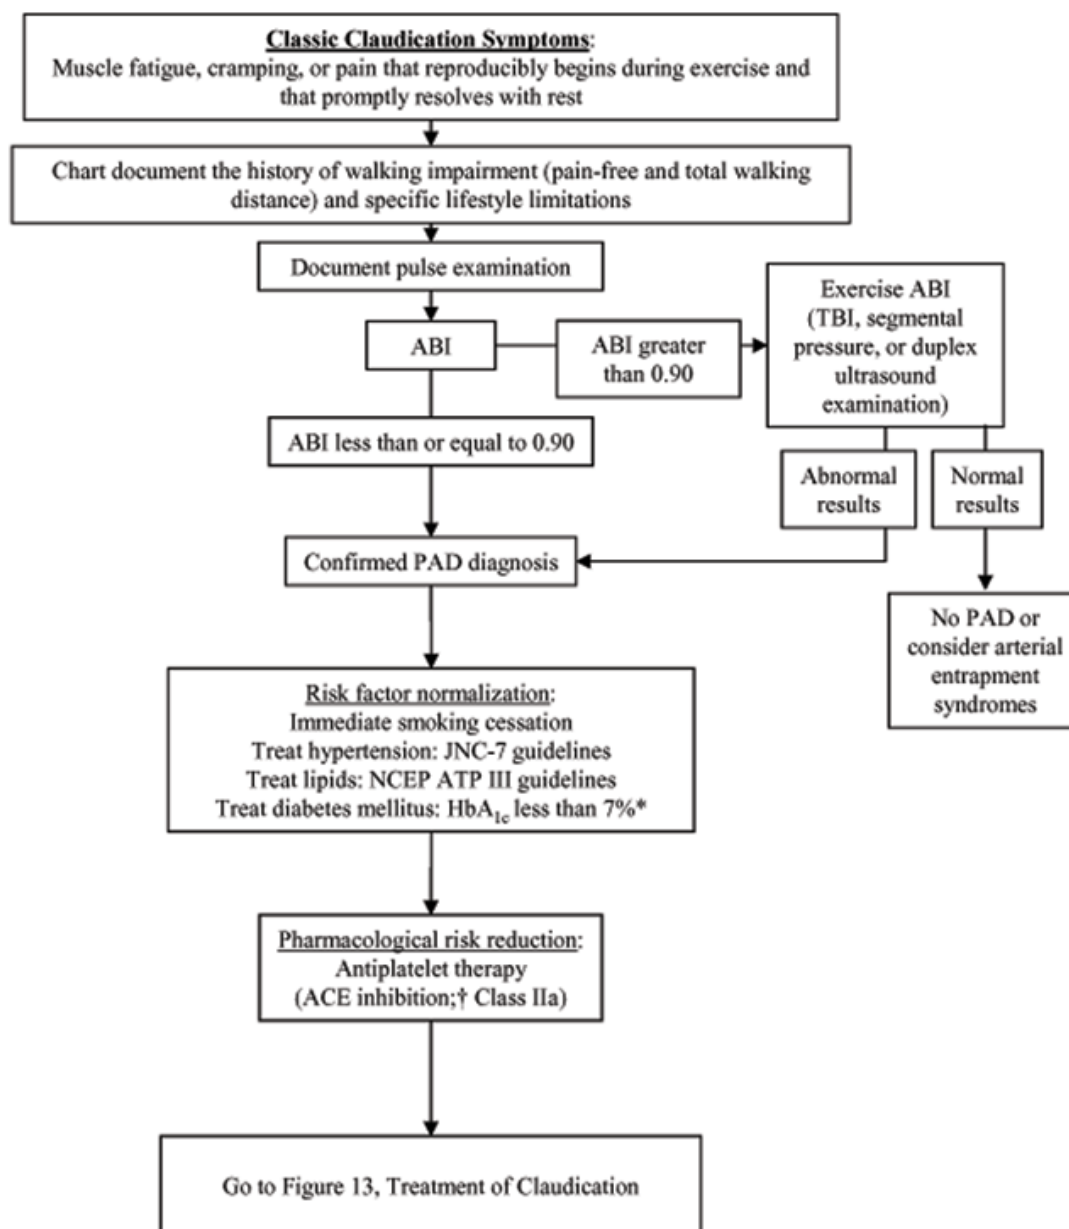 Classic Claudication Symptoms:
Muscle fatigue, cramping, or pain that reproducibly begins during exercise and
that promptly resolves with rest
Chart document the history of walking impairment (pain-free and total walking
distance) and specific lifestyle limitations
Document pulse examination
ABI
ABI greater
than 0.90
Exercise ABI
(TBI, segmental
pressure, or duplex
ultrasound
examination)
ABI less than or equal to 0.90
Abnormal
results
Normal
results
Confirmed PAD diagnosis
No PAD or
consider arterial
entrapment
syndromes
Risk factor normalization:
Immediate smoking cessation
Treat hypertension: JNC-7 guidelines
Treat lipids: NCEP ATP III guidelines
Treat diabetes mellitus: HbA1c less than 7%*
Pharmacological risk reduction:
Antiplatelet therapy
(ACE inhibition;† Class IIa)
Go to Figure 13, Treatment of Claudication